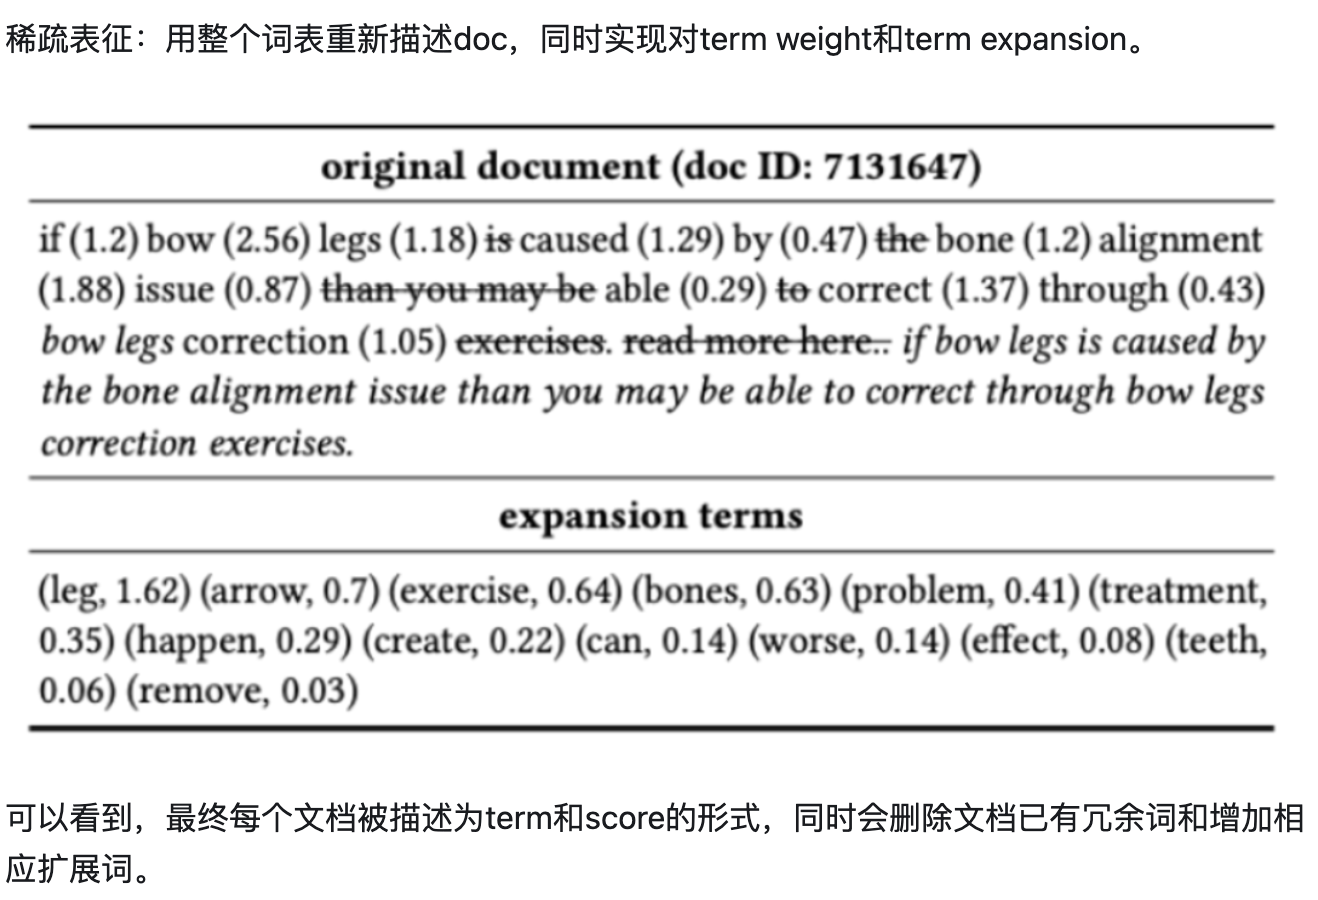 稀疏表征：用整个词表重新描述doc，同时实现对term weight和term expansion。
original document (doc ID: 7131647)
if (1.2) bow (2.56) legs (1.18) is caused (1.29) by (0.47) the bone (1.2) alignment
(1.88) issue (0.87) than you may be able (0.29) to correct (1.37) through (0.43)
bow legs correction (1.05) exercises. read more here.. if bow legs is caused by
the bone alignment issue than you may be able to correct through bow legs
correction exercises.
expansion terms
(leg, 1.62) (arrow, 0.7) (exercise, 0.64) (bones, 0.63) (problem, 0.41) (treatment,
0.35) (happen, 0.29) (create, 0.22) (can, 0.14) (worse, 0.14) (effect, 0.08) (teeth,
0.06) (remove, 0.03)
可以看到，最终每个文档被描述为term和score的形式，同时会删除文档已有冗余词和增加相
应扩展词。